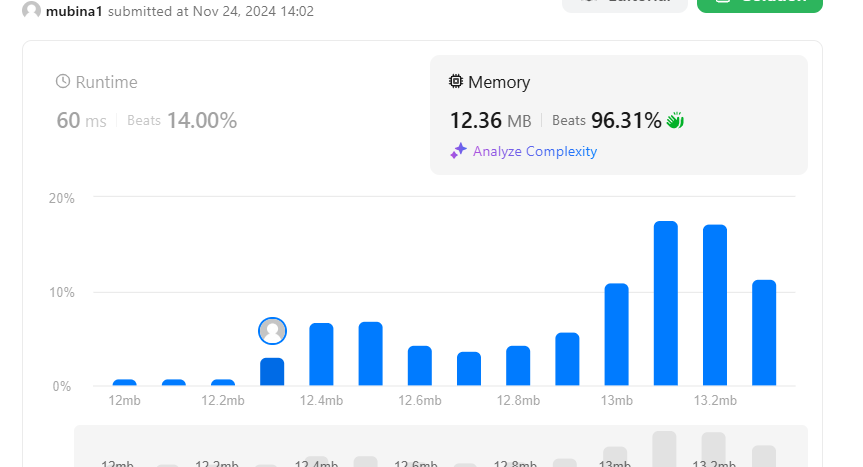 mubina1 submitted at Nov 24, 2024 14:02
Editorial
Solution
Runtime
60 ms Beats 14.00%
Memory
12.36 MB Beats 96.31%
Analyze Complexity
20%
10%
0%
12mb 12.2mb 12.4mb 12.6mb 12.8mb 13mb 13.2mb
12mb 12.2mb 12.4mb 12.6mb 12.8mb 13mb 13.2mb